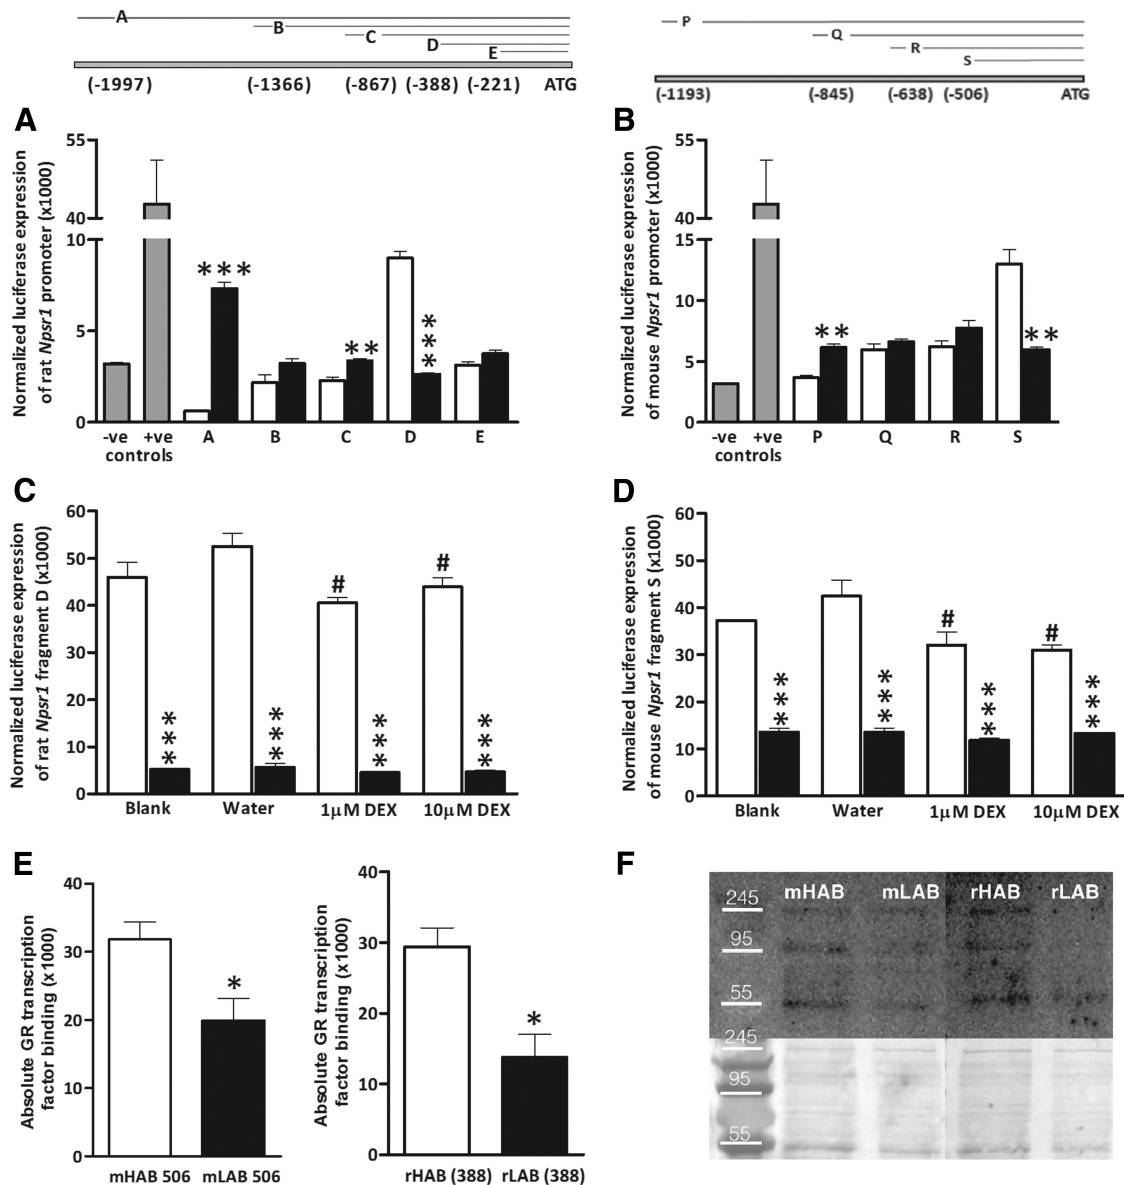 A
B
C
D
E
(-1997) (-1366) (-867) (-388) (-221) ATG
P
Q
R
S
(-1193) (-845) (-638) (-506) ATG
A
Normalized luciferase expression
of rat Npsr1 promoter (x1000)
55
40
10
5
0
***
**
***
-ve +ve A B C D E
controls
B
Normalized luciferase expression
of mouse Npsr1 promoter (x1000)
55
40
15
10
5
0
**
**
-ve +ve P Q R S
controls
C
Normalized luciferase expression
of rat Npsr1 fragment D (x1000)
60
50
40
30
20
10
0
#
#
***
***
***
***
Blank Water 1μM DEX 10μM DEX
D
Normalized luciferase expression
of mouse Npsr1 fragment S (x1000)
60
50
40
30
20
10
0
#
#
***
***
***
***
Blank Water 1μM DEX 10μM DEX
E
Absolute GR transcription
factor binding (x1000)
40
30
20
10
0
*
mHAB 506 mLAB 506
Absolute GR transcription
factor binding (x1000)
40
30
20
10
0
*
rHAB (388) rLAB (388)
F
mHAB mLAB rHAB rLAB
245
95
55
245
95
55